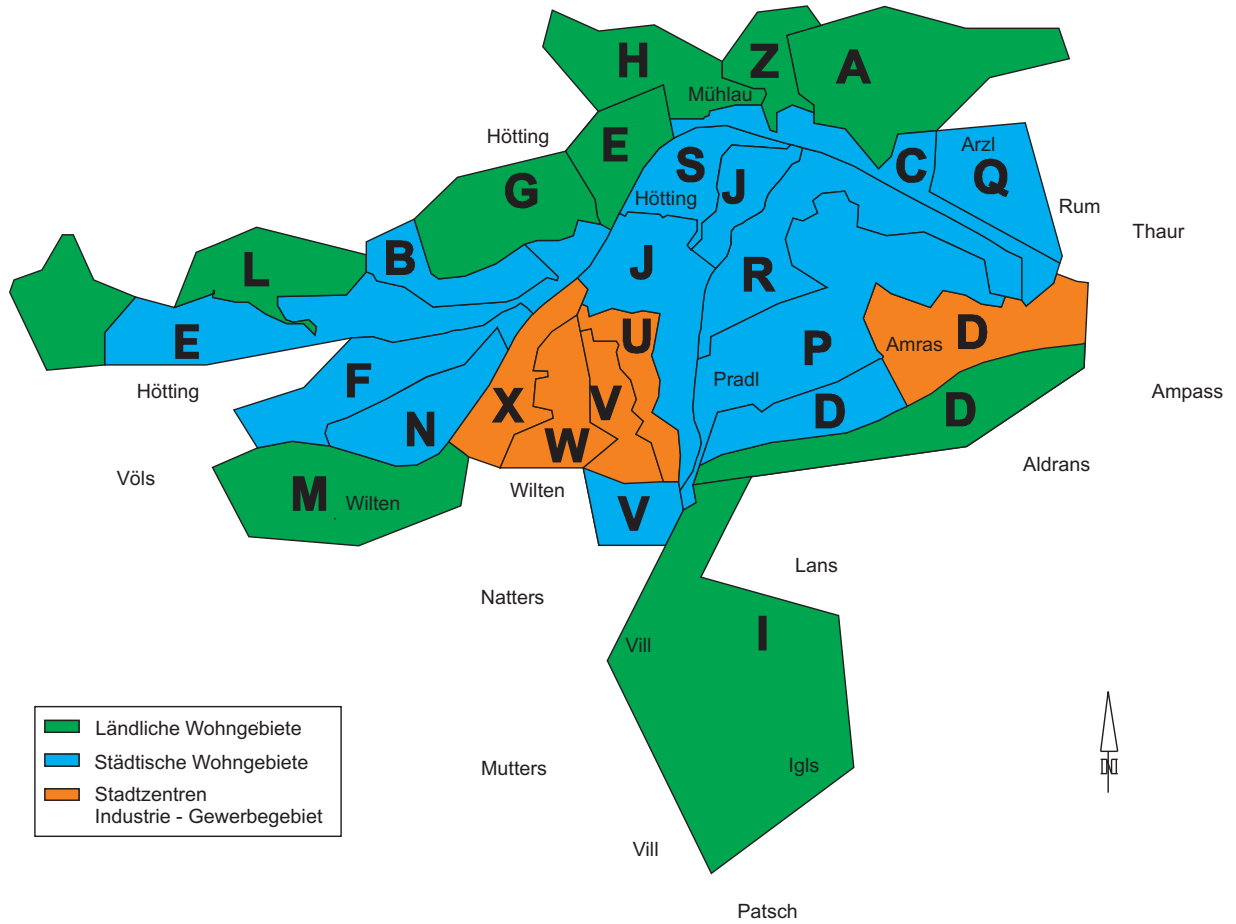 H
Z
A
Mühlau
Hötting
E
S
J
C
Arzl
Q
G
Hötting
Rum
Thaur
L
B
J
R
E
U
P
Amras
D
Hötting
F
Pradl
X
V
D
D
Ampass
N
W
Völs
M
Wilten
Wilten
V
Aldrans
Lans
Natters
Vill
I
Ländliche Wohngebiete
Städtische Wohngebiete
Stadtzentren
Industrie - Gewerbegebiet
Mutters
Igls
N
Vill
Patsch